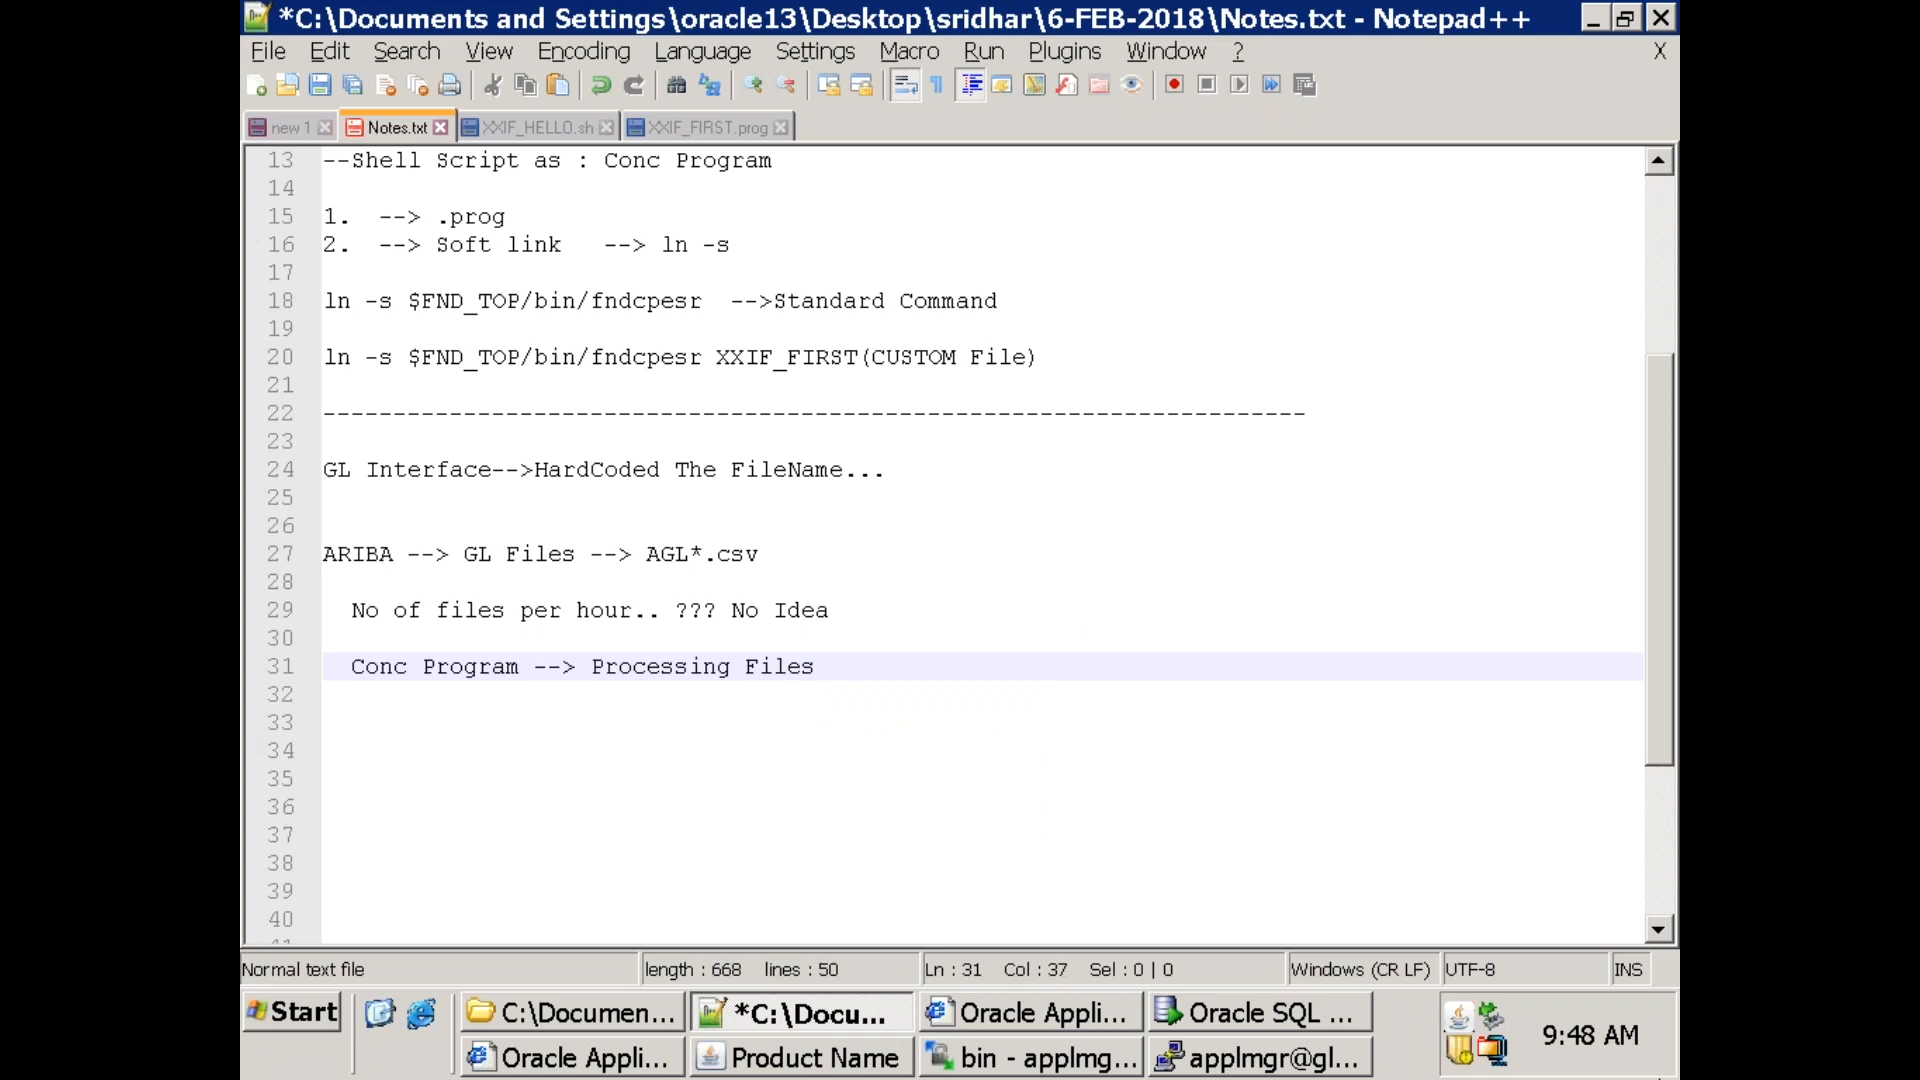 *C:\Documents and Settings\oracle13\Desktop\sridhar\6-FEB-2018\Notes.txt - Notepad++
File Edit Search View Encoding Language Settings Macro Run Plugins Window ? X
new 1 Notes.txt XXIF_HELLO.sh XXIF_FIRST.prog
13 --Shell Script as : Conc Program
14
15 1.  --> .prog
16 2.  --> Soft link   --> ln -s
17
18 ln -s $FND_TOP/bin/fndcpesr  -->Standard Command
19
20 ln -s $FND_TOP/bin/fndcpesr XXIF_FIRST(CUSTOM File)
21
22 ----------------------------------------------------------------------
23
24 GL Interface-->HardCoded The FileName...
25
26
27 ARIBA --> GL Files --> AGL*.csv
28
29   No of files per hour.. ??? No Idea
30
31   Conc Program --> Processing Files
32
33
34
35
36
37
38
39
40
Normal text file length : 668 lines : 50 Ln : 31 Col : 37 Sel : 0 | 0 Windows (CR LF) UTF-8 INS
Start C:\Documen... *C:\Docu... Oracle Appli... Oracle SQL ...
Oracle Appli... Product Name bin - applmg... applmgr@gl...
9:48 AM